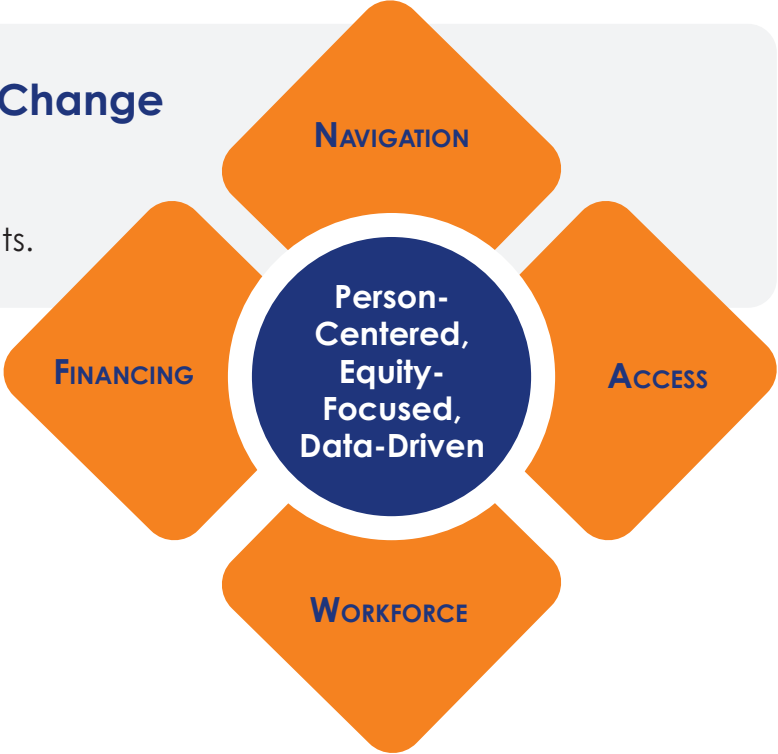 Change
NAVIGATION
ts.
Person-
Centered,
Equity-
Focused,
Data-Driven
FINANCING
ACCESS
WORKFORCE